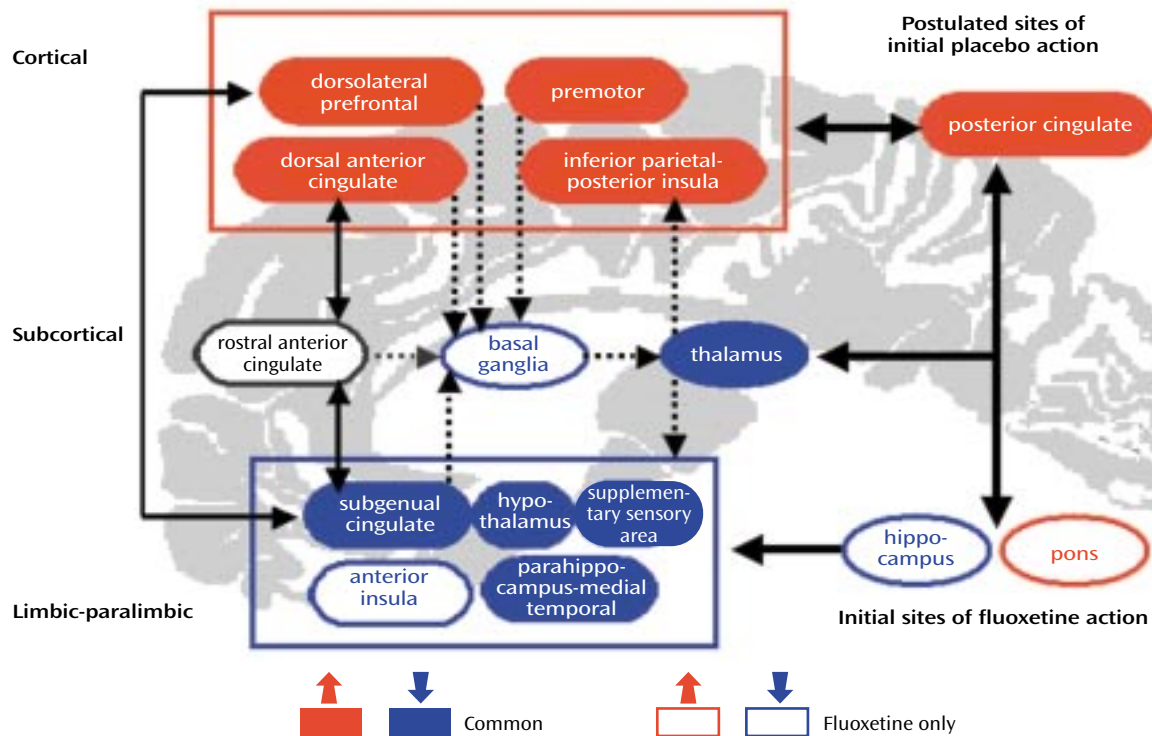 Cortical
Postulated sites of
initial placebo action
dorsolateral
prefrontal
premotor
posterior cingulate
dorsal anterior
cingulate
inferior parietal-
posterior insula
Subcortical
rostral anterior
cingulate
basal
ganglia
thalamus
subgenual
cingulate
hypo-
thalamus
supplemen-
tary sensory
area
hippo-
campus
pons
anterior
insula
parahippo-
campus-medial
temporal
Limbic-paralimbic
Initial sites of fluoxetine action
Common
Fluoxetine only